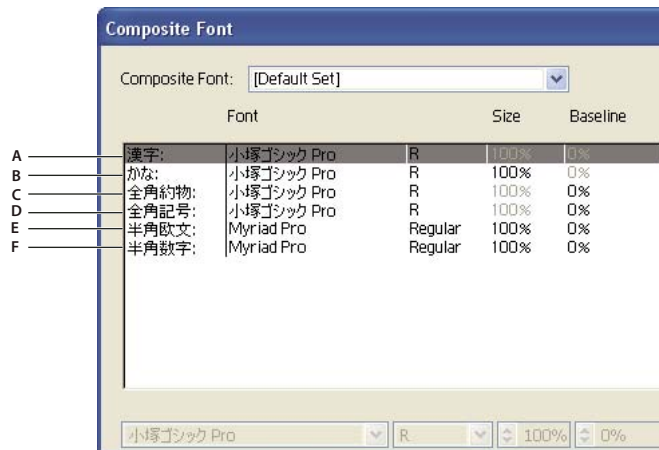 Composite Font
Composite Font: [Default Set]
Font Size Baseline
A 漢字: 小塚ゴシック Pro R 100% 0%
B かな: 小塚ゴシック Pro R 100% 0%
C 全角約物: 小塚ゴシック Pro R 100% 0%
D 全角記号: 小塚ゴシック Pro R 100% 0%
E 半角欧文: Myriad Pro Regular 100% 0%
F 半角数字: Myriad Pro Regular 100% 0%
小塚ゴシック Pro R 100% 0%